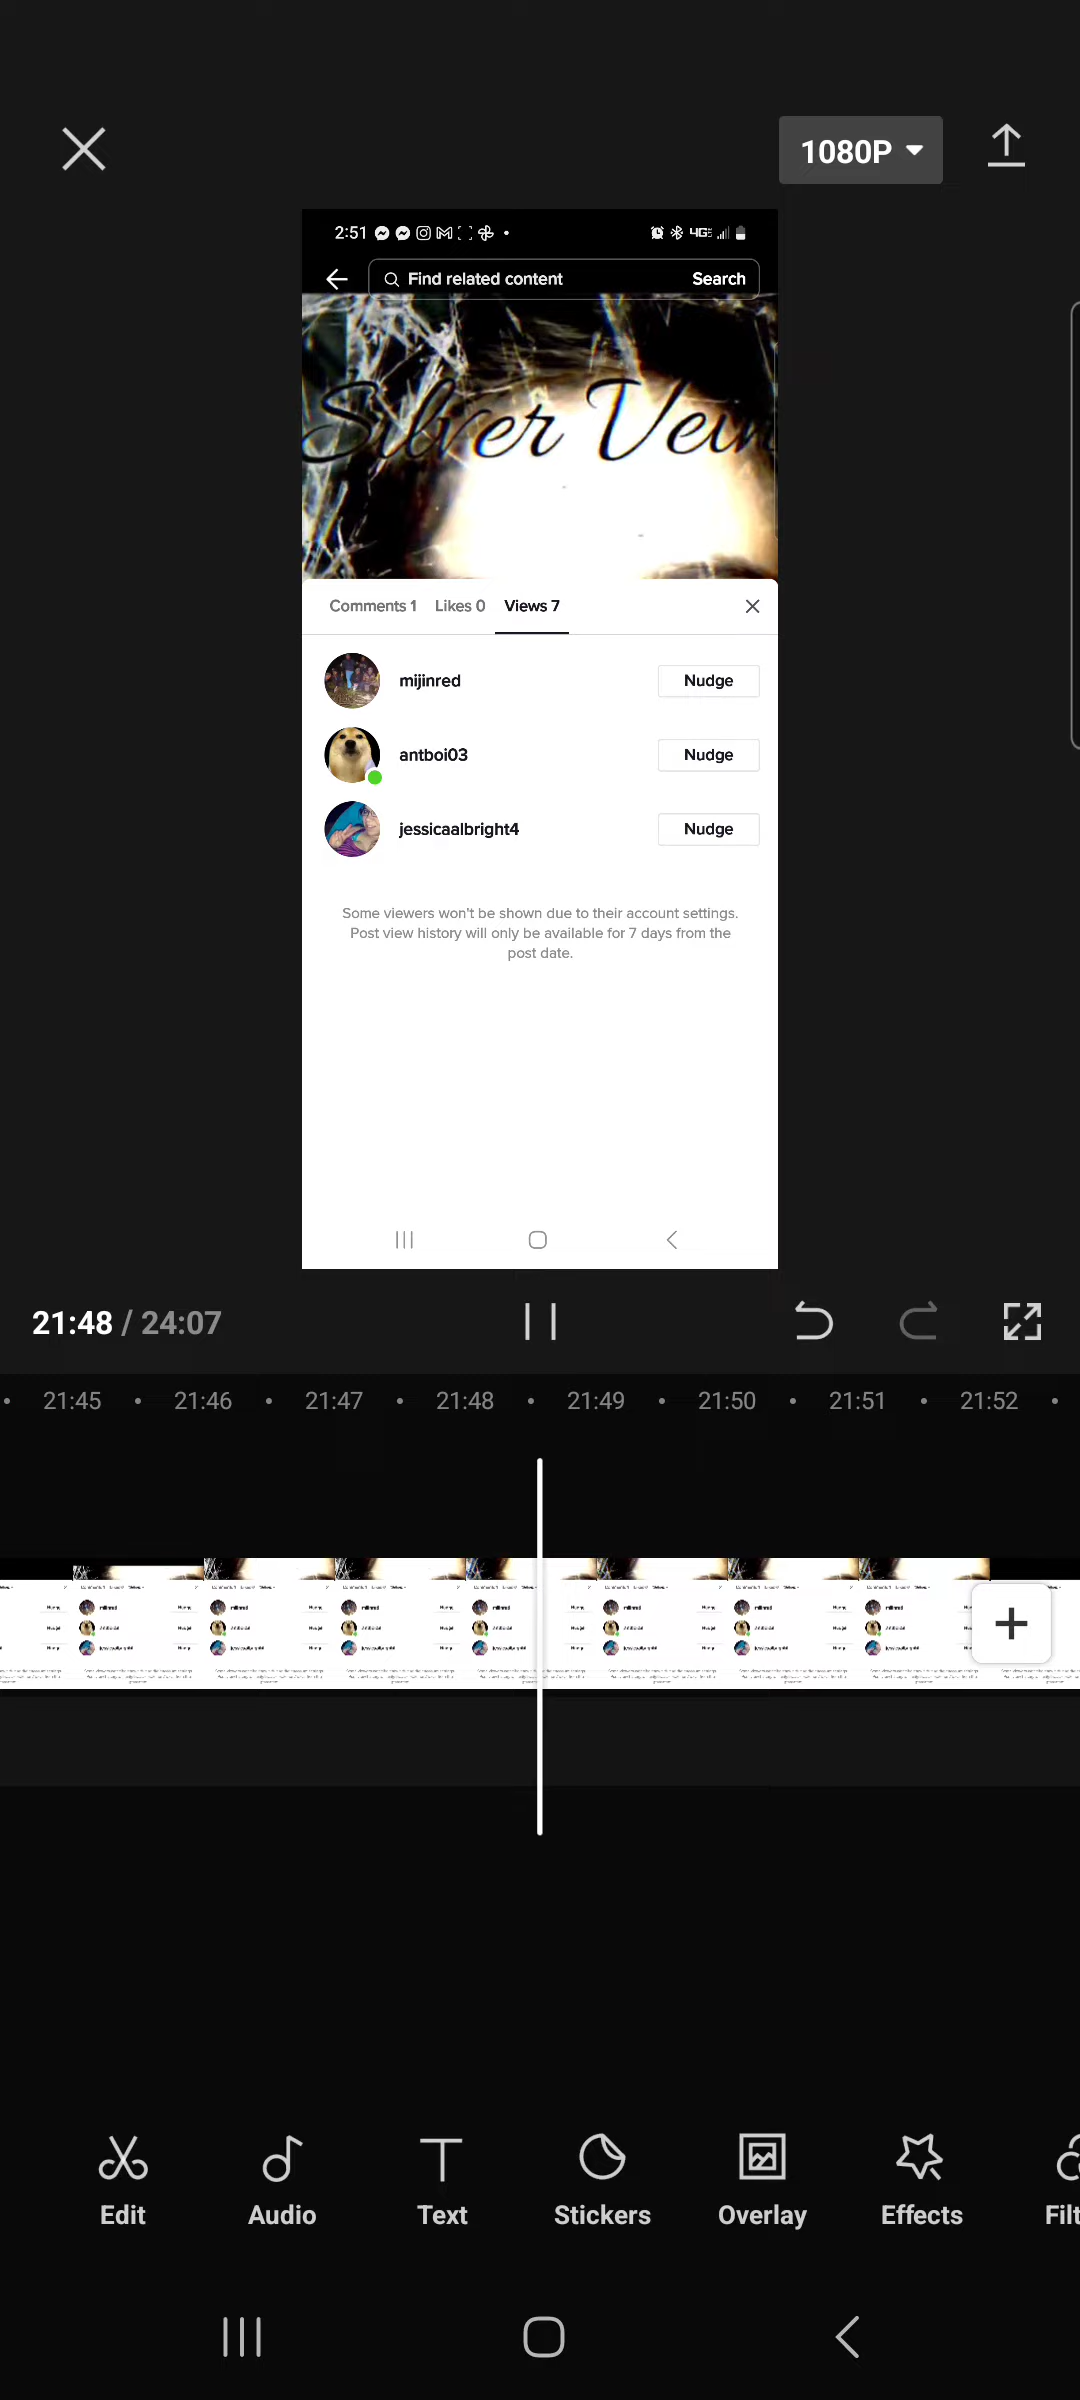 1080P
2:51 4G
Find related content Search
Silver Vein
Comments 1 Likes 0 Views 7
mijinred Nudge
antboi03 Nudge
jessicaalbright4 Nudge
Some viewers won't be shown due to their account settings.
Post view history will only be available for 7 days from the
post date.
21:48 / 24:07
21:45 21:46 21:47 21:48 21:49 21:50 21:51 21:52
Edit Audio Text Stickers Overlay Effects Filt